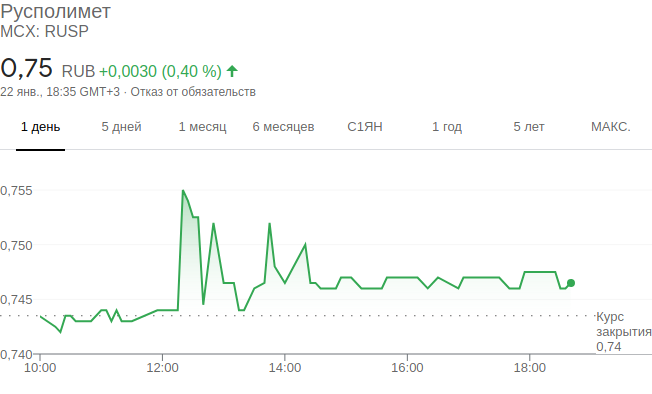 Русполимет
MCX: RUSP
0,75 RUB +0,0030 (0,40 %)
22 янв., 18:35 GMT+3 · Отказ от обязательств
1 день 5 дней 1 месяц 6 месяцев С1ЯН 1 год 5 лет МАКС.
0,755
0,750
0,745
Курс
закрытия
0,74
0,740
10:00 12:00 14:00 16:00 18:00